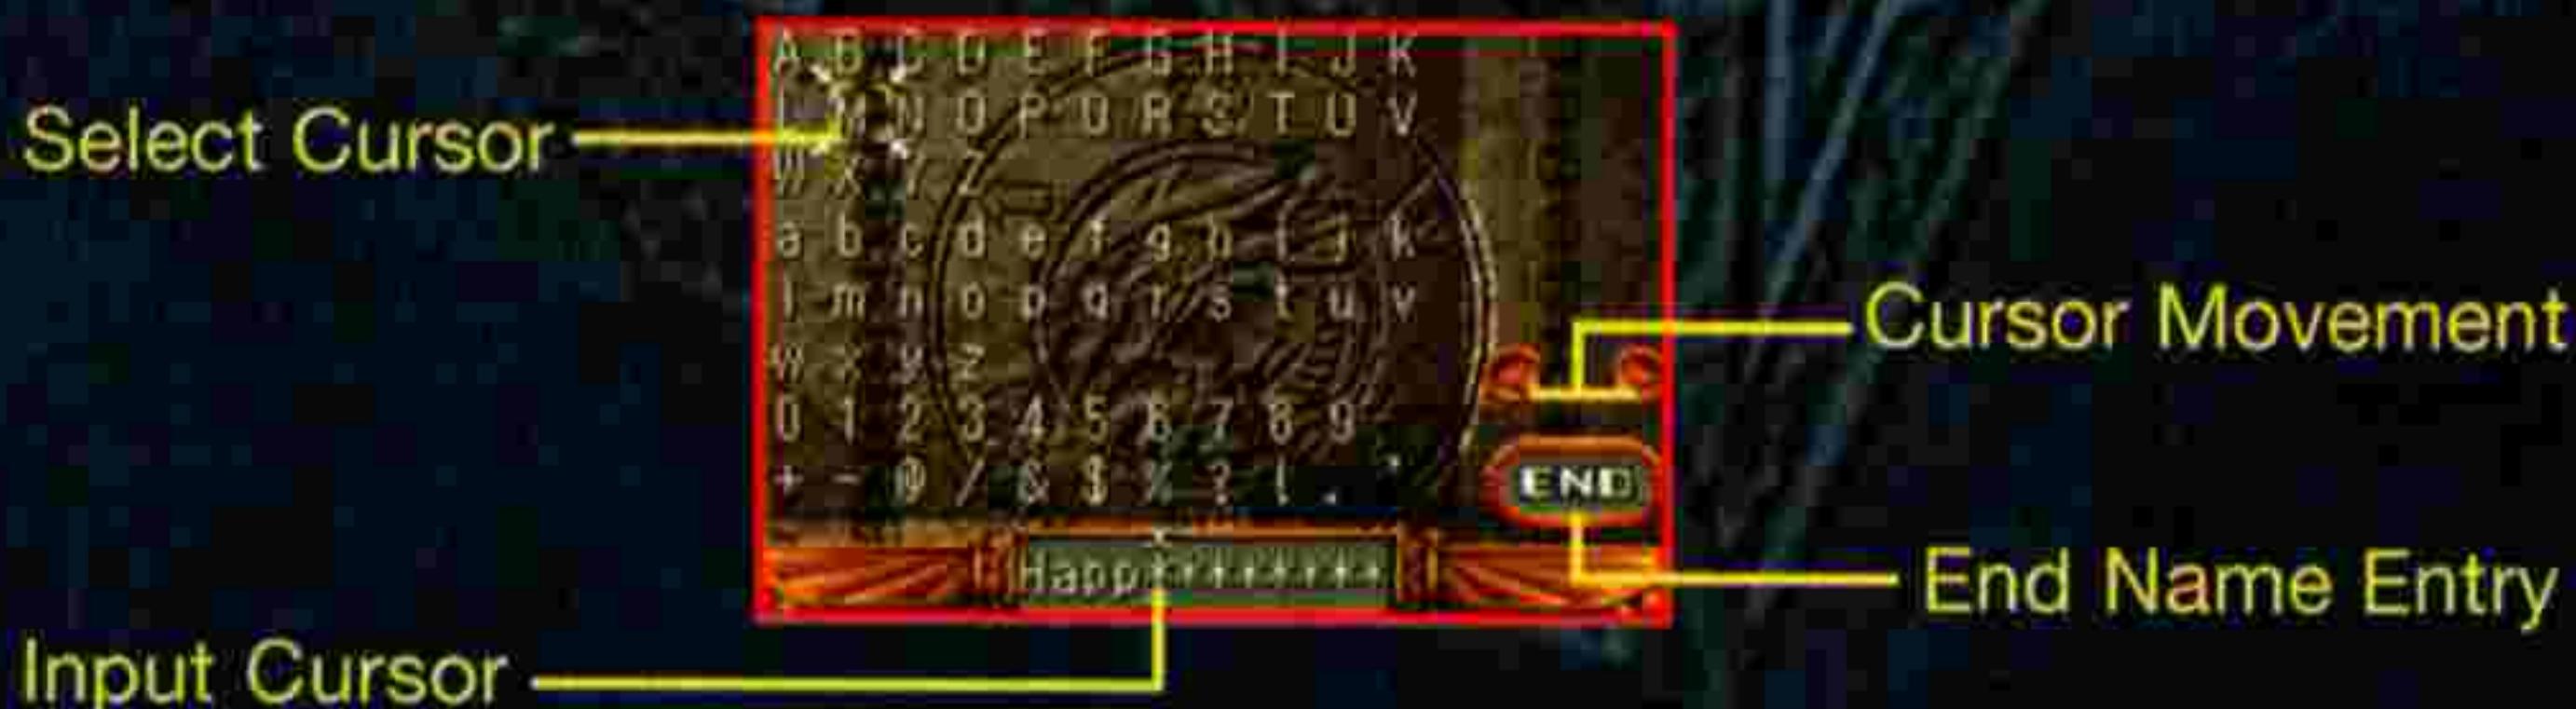 Select Cursor
A B C D E F G H I J K
L M N O P Q R S T U V
W X Y Z
a b c d e f g h i j k
l m n o p q r s t u v
w x y z
0 1 2 3 4 5 6 7 8 9
+ - @ / & $ % ? ! . '
Cursor Movement
END
End Name Entry
Happ
Input Cursor